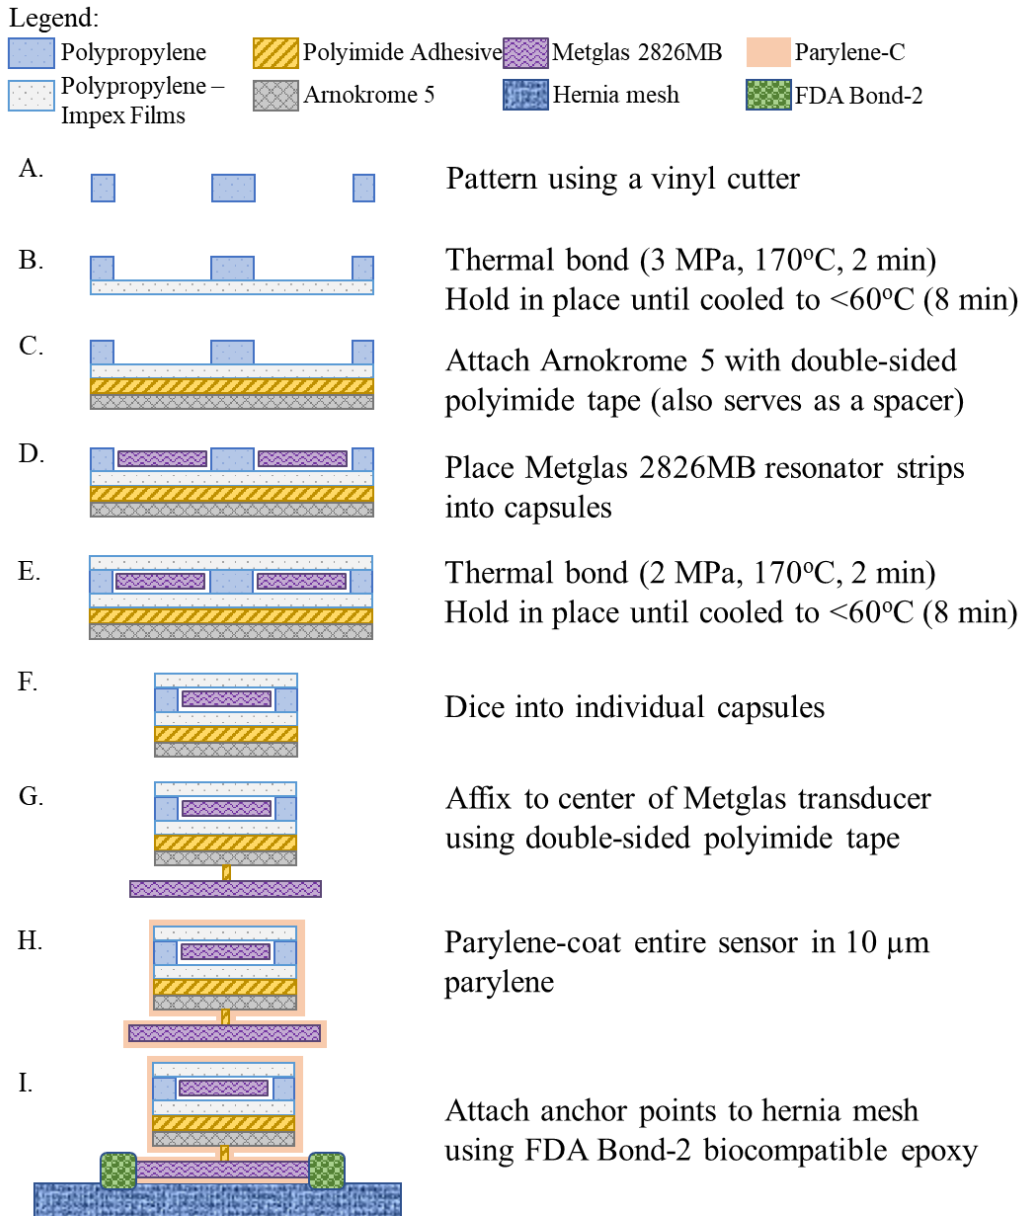 Legend:
Polypropylene
Polyimide Adhesive
Metglas 2826MB
Parylene-C
Polypropylene –
Impex Films
Arnokrome 5
Hernia mesh
FDA Bond-2
A.
Pattern using a vinyl cutter
B.
Thermal bond (3 MPa, 170°C, 2 min)
Hold in place until cooled to <60°C (8 min)
C.
Attach Arnokrome 5 with double-sided
polyimide tape (also serves as a spacer)
D.
Place Metglas 2826MB resonator strips
into capsules
E.
Thermal bond (2 MPa, 170°C, 2 min)
Hold in place until cooled to <60°C (8 min)
F.
Dice into individual capsules
G.
Affix to center of Metglas transducer
using double-sided polyimide tape
H.
Parylene-coat entire sensor in 10 µm
parylene
I.
Attach anchor points to hernia mesh
using FDA Bond-2 biocompatible epoxy